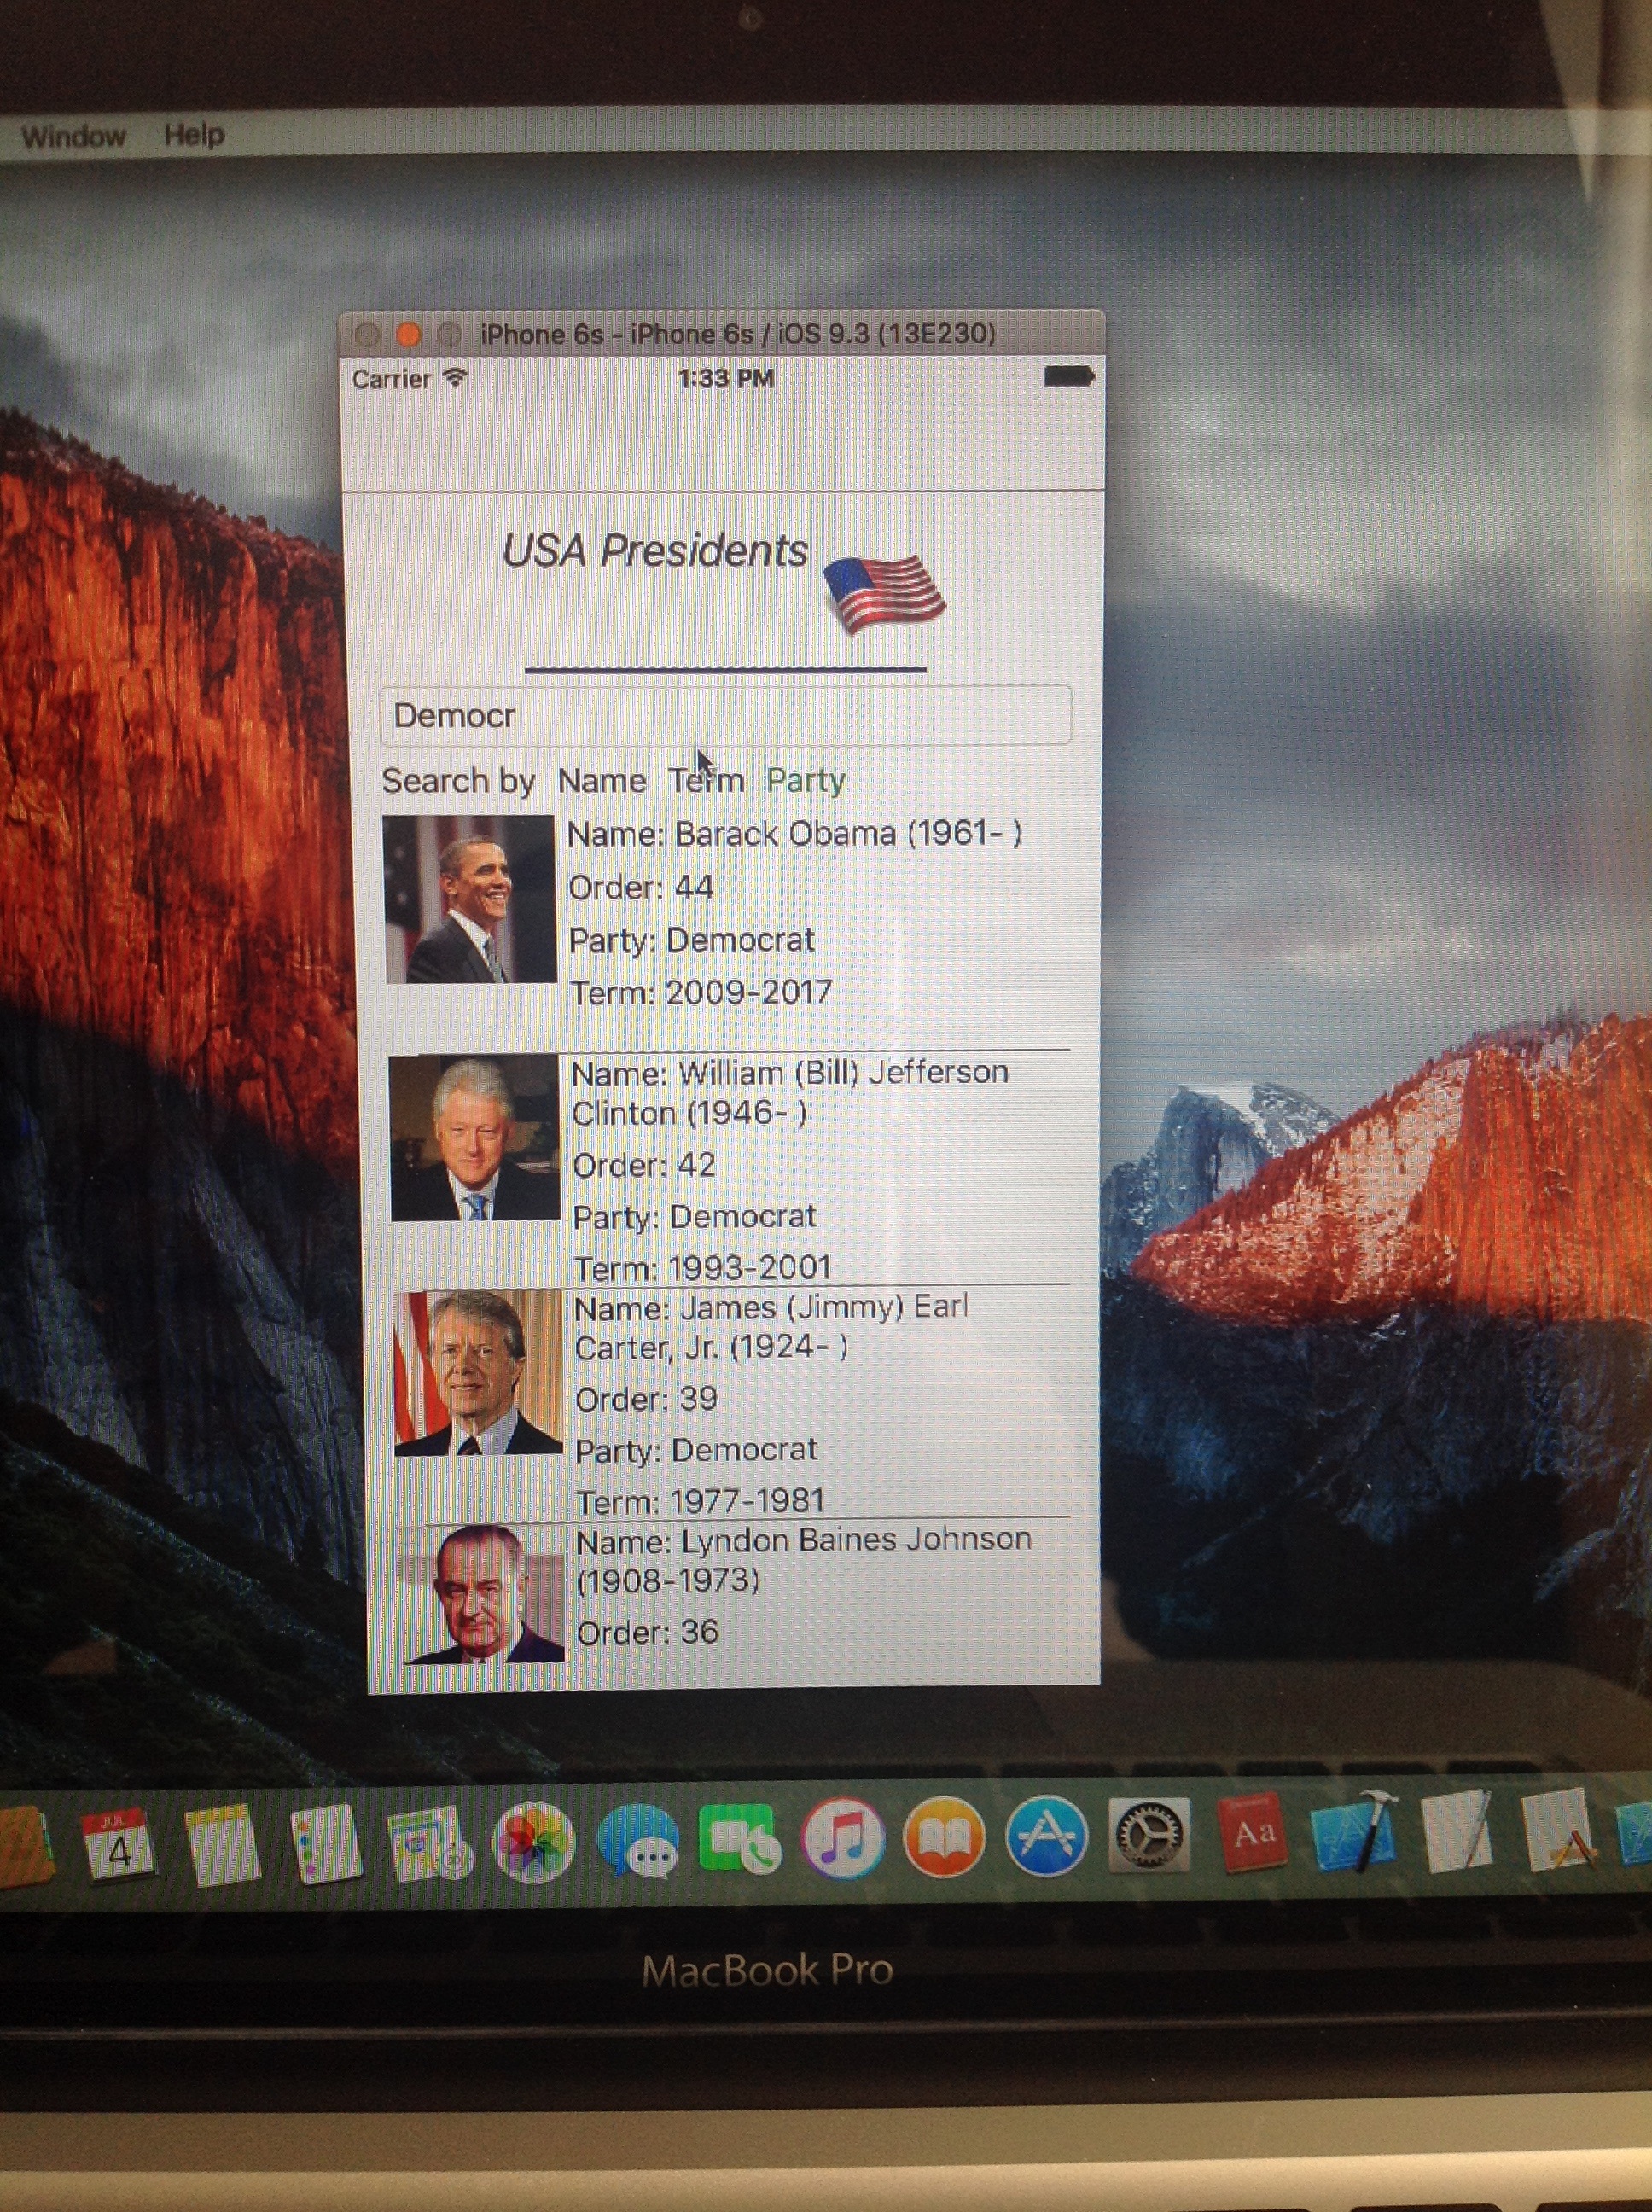 Window Help
iPhone 6s - iPhone 6s / iOS 9.3 (13E230)
Carrier 1:33 PM
USA Presidents
Democr
Search by Name Term Party
Name: Barack Obama (1961- )
Order: 44
Party: Democrat
Term: 2009-2017
Name: William (Bill) Jefferson
Clinton (1946- )
Order: 42
Party: Democrat
Term: 1993-2001
Name: James (Jimmy) Earl
Carter, Jr. (1924- )
Order: 39
Party: Democrat
Term: 1977-1981
Name: Lyndon Baines Johnson
(1908-1973)
Order: 36
JUL
4
Aa
MacBook Pro